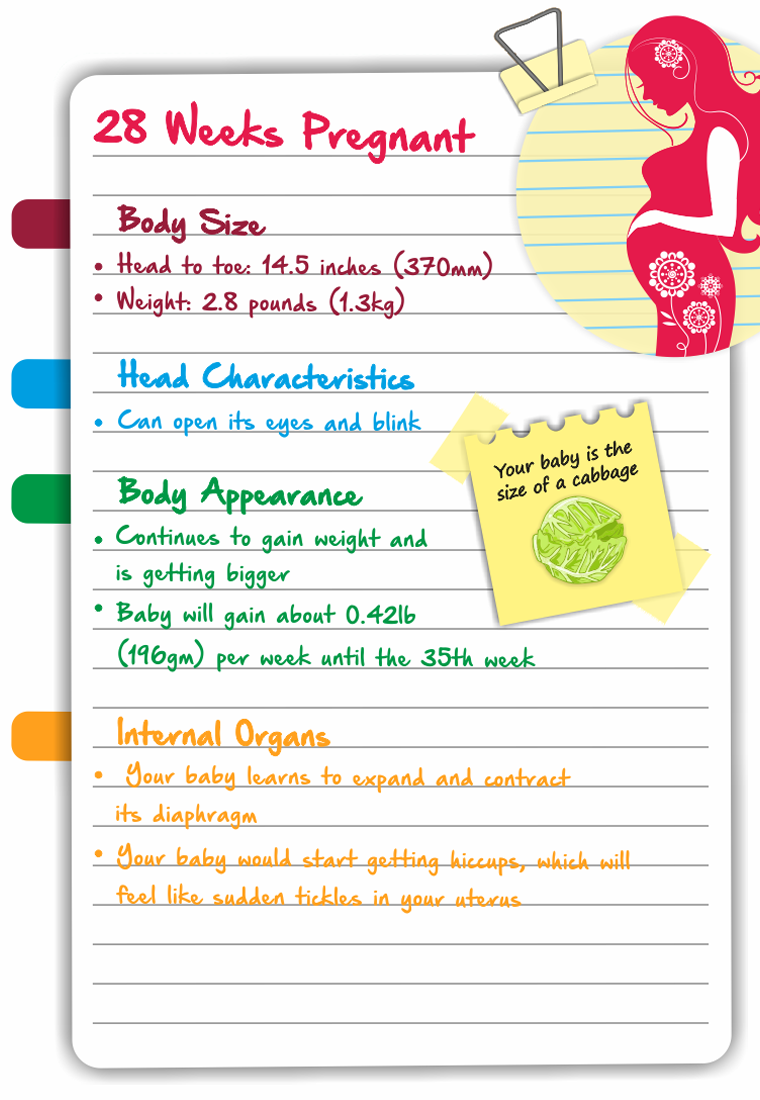 28 Weeks Pregnant
Body Size
• Head to toe: 14.5 inches (370mm)
• Weight: 2.8 pounds (1.3kg)
Head Characteristics
• Can open its eyes and blink
Your baby is the
size of a cabbage
Body Appearance
• Continues to gain weight and
is getting bigger
• Baby will gain about 0.42lb
(196gm) per week until the 35th week
Internal Organs
• Your baby learns to expand and contract
its diaphragm
• Your baby would start getting hiccups, which will
feel like sudden tickles in your uterus